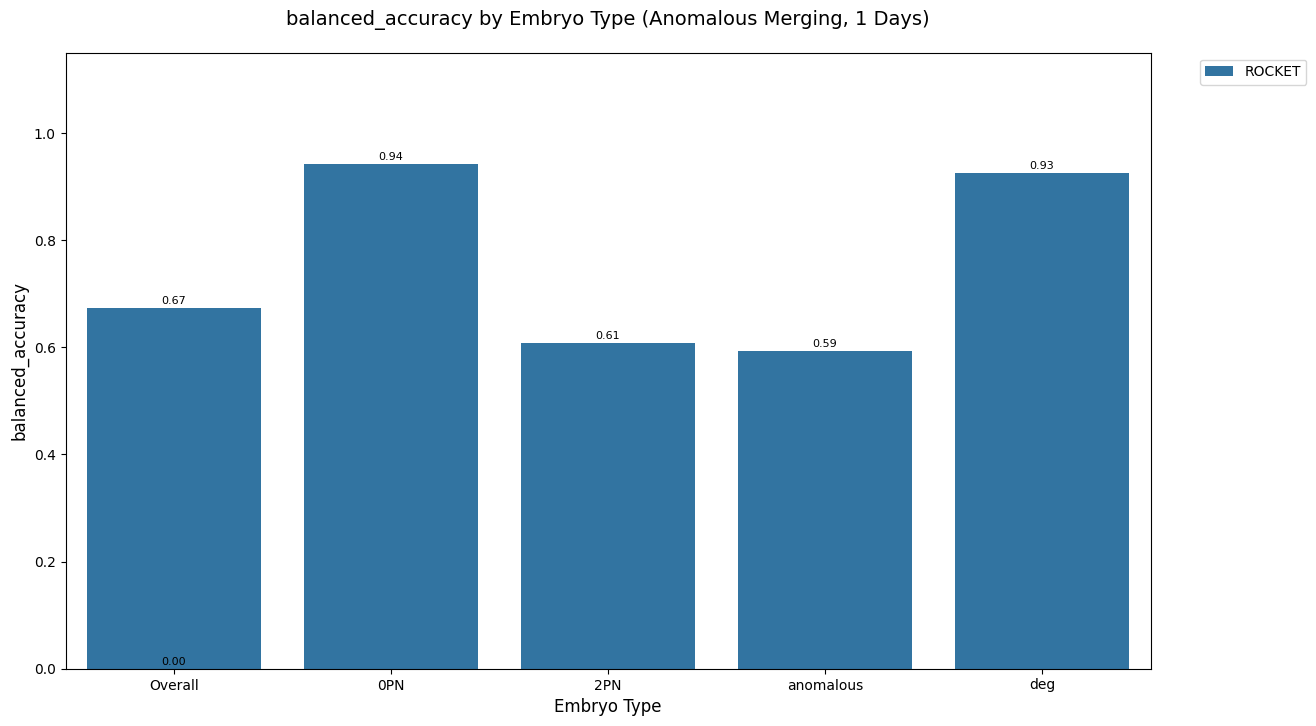 balanced_accuracy by Embryo Type (Anomalous Merging, 1 Days)
ROCKET
balanced_accuracy
1.0
0.8
0.6
0.4
0.2
0.0
0.67
0.94
0.61
0.59
0.93
0.00
Overall
0PN
2PN
anomalous
deg
Embryo Type